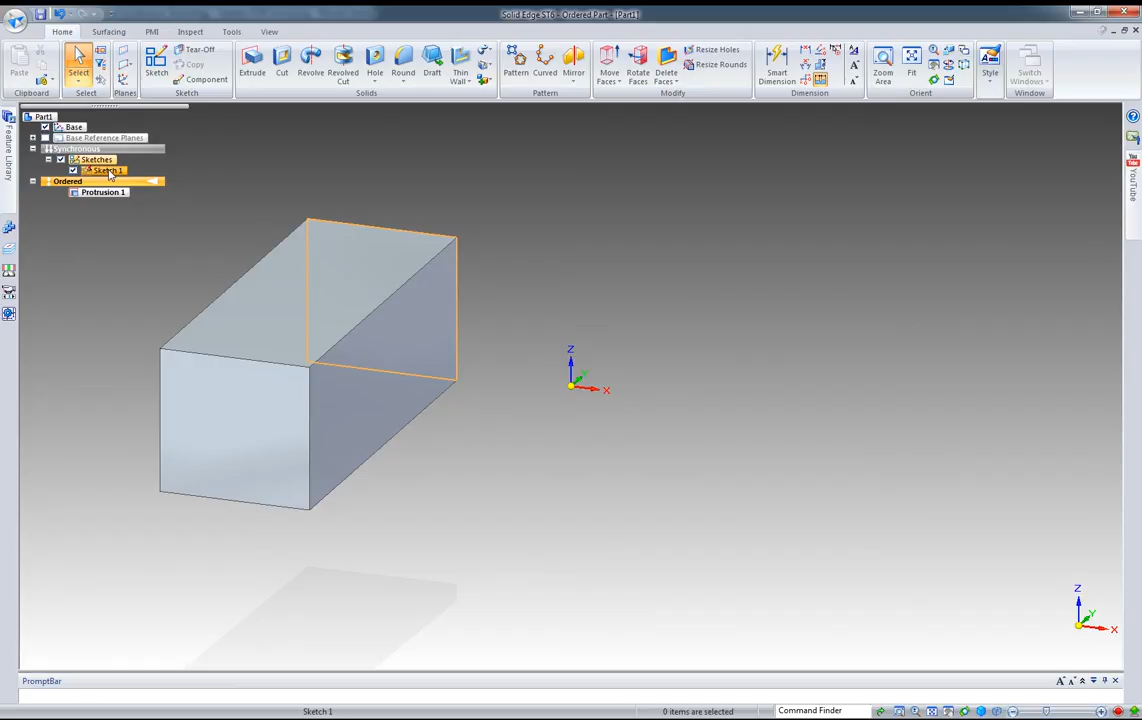 Solid Edge ST6 - Ordered Part - [Part1]
Home Surfacing PMI Inspect Tools View
Paste
Clipboard
Select
Select
Planes
Sketch
Tear-Off
Copy
Component
Sketch
Extrude Cut Revolve Revolved Cut Hole Round Draft Thin Wall
Solids
Pattern Curved Mirror
Pattern
Move Faces Rotate Faces Delete Faces
Resize Holes
Resize Rounds
Modify
Smart Dimension
Dimension
Zoom Area Fit
Orient
Style
Switch Windows
Window
Feature Library
YouTube
Part1
Base
Base Reference Planes
Synchronous
Sketches
Sketch 1
Ordered
Protrusion 1
Z
Y
X
Z
Y
X
PromptBar
Sketch 1 0 items are selected Command Finder